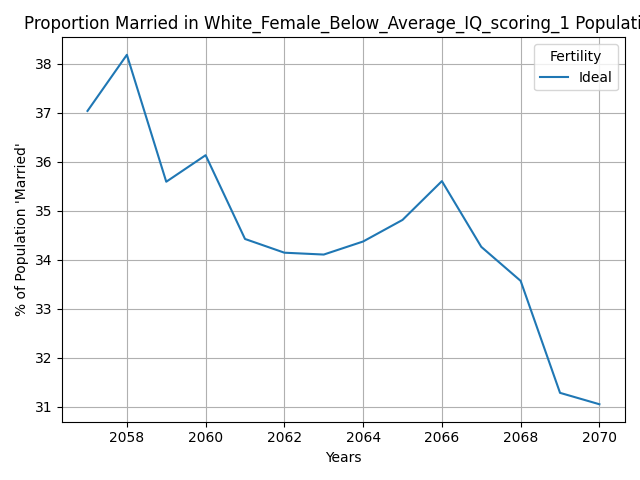 Proportion Married in White_Female_Below_Average_IQ_scoring_1 Populati
Fertility
Ideal
38
37
36
35
34
33
32
31
% of Population 'Married'
2058 2060 2062 2064 2066 2068 2070
Years